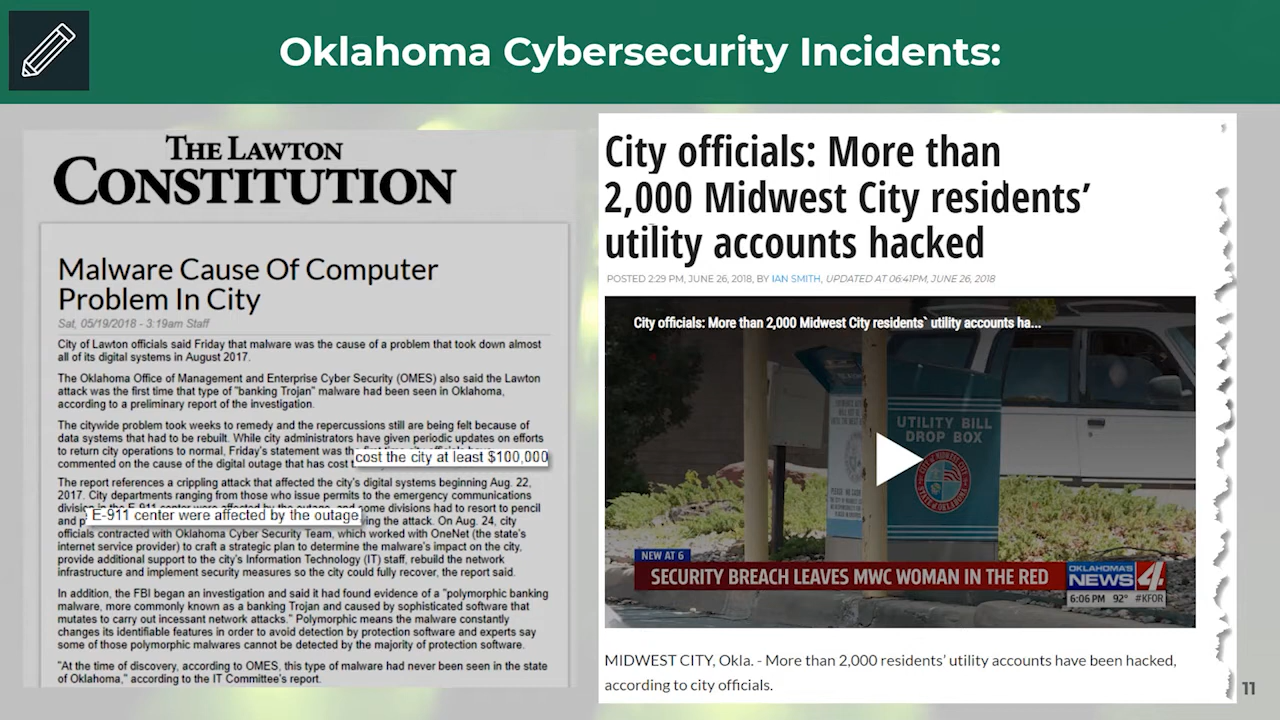 Oklahoma Cybersecurity Incidents:
THE LAWTON
CONSTITUTION
Malware Cause Of Computer
Problem In City
Sat, 05/19/2018 - 3:19am Staff
City of Lawton officials said Friday that malware was the cause of a problem that took down almost
all of its digital systems in August 2017.
The Oklahoma Office of Management and Enterprise Cyber Security (OMES) also said the Lawton
attack was the first time that type of "banking Trojan" malware had been seen in Oklahoma,
according to a preliminary report of the investigation.
The citywide problem took weeks to remedy and the repercussions still are being felt because of
data systems that had to be rebuilt. While city administrators have given periodic updates on efforts
to return city operations to normal, Friday's statement was
commented on the cause of the digital outage that has cost
cost the city at least $100,000
The report references a crippling attack that affected the city's digital systems beginning Aug. 22,
2017. City departments ranging from those who issue permits to the emergency communications
division some divisions had to resort to pencil
E-911 center were affected by the outage
and the attack. On Aug. 24, city
officials contracted with Oklahoma Cyber Security Team, which worked with OneNet (the state's
internet service provider) to craft a strategic plan to determine the malware's impact on the city,
provide additional support to the city's Information Technology (IT) staff, rebuild the network
infrastructure and implement security measures so the city could fully recover, the report said.
In addition, the FBI began an investigation and said it had found evidence of a "polymorphic banking
malware, more commonly known as a banking Trojan and caused by sophisticated software that
mutates to carry out incessant network attacks." Polymorphic means the malware constantly
changes its identifiable features in order to avoid detection by protection software and experts say
some of those polymorphic malwares cannot be detected by the majority of protection software.
"At the time of discovery, according to OMES, this type of malware had never been seen in the state
of Oklahoma," according to the IT Committee's report.
City officials: More than
2,000 Midwest City residents'
utility accounts hacked
POSTED 2:29 PM, JUNE 26, 2018, BY IAN SMITH, UPDATED AT 06:41PM, JUNE 26, 2018
City officials: More than 2,000 Midwest City residents` utility accounts ha...
UTILITY BILL
DROP BOX
NEW AT 6
SECURITY BREACH LEAVES MWC WOMAN IN THE RED
OKLAHOMA'S
NEWS 4
6:06 PM 92° #KFOR
MIDWEST CITY, Okla. - More than 2,000 residents' utility accounts have been hacked,
according to city officials.
11